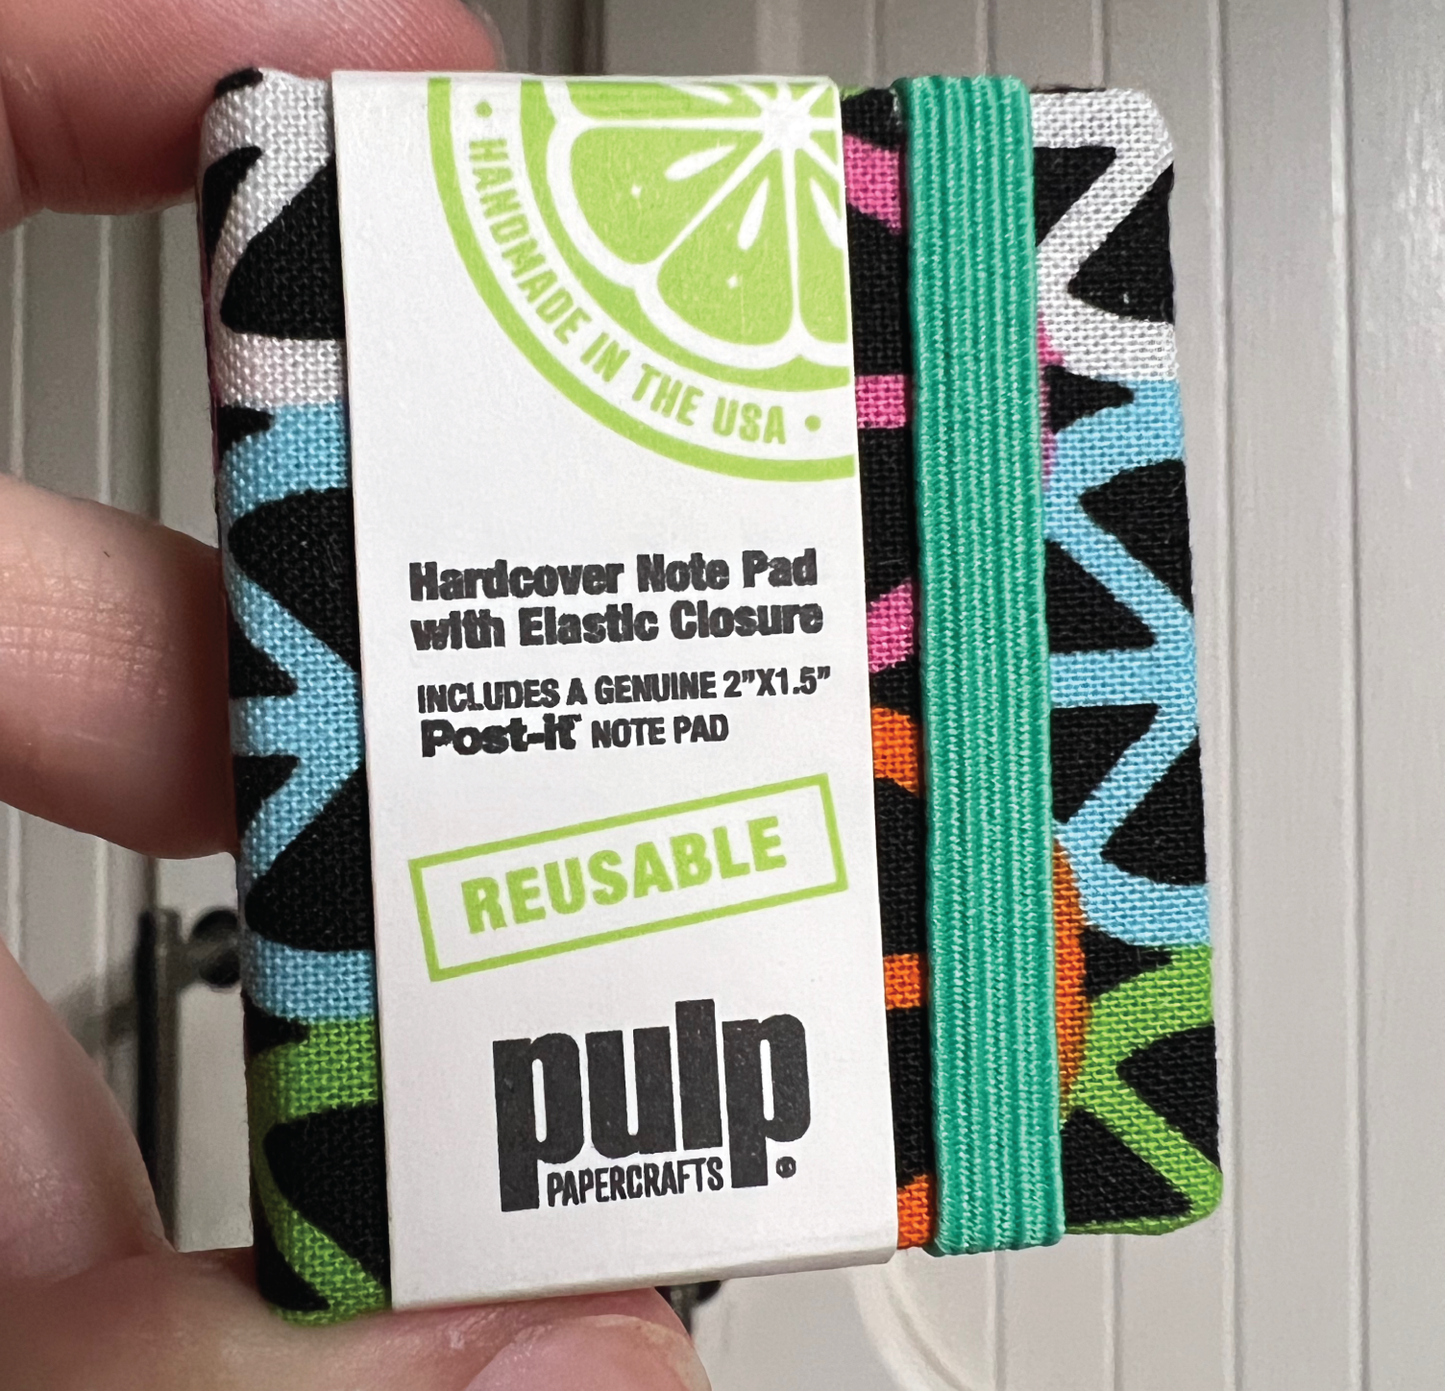 • HANDMADE IN THE USA •
Hardcover Note Pad
with Elastic Closure
INCLUDES A GENUINE 2"X1.5"
Post-it® NOTE PAD
REUSABLE
pulp
PAPERCRAFTS®